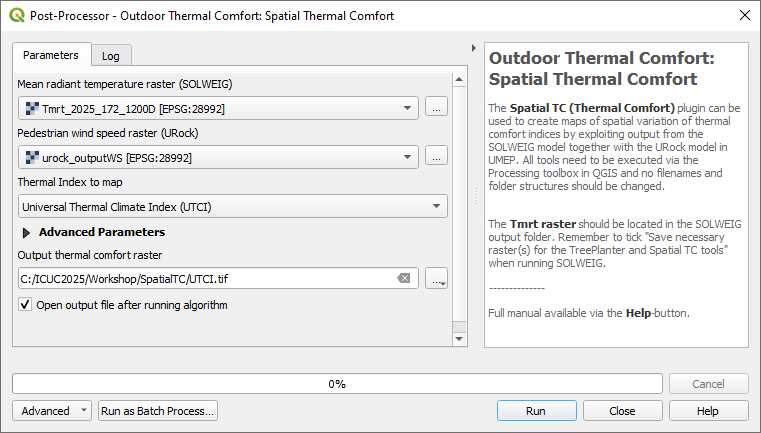 Post-Processor - Outdoor Thermal Comfort: Spatial Thermal Comfort
Parameters
Log
Mean radiant temperature raster (SOLWEIG)
Tmrt_2025_172_1200D [EPSG:28992]
...
Pedestrian wind speed raster (URock)
urock_outputWS [EPSG:28992]
...
Thermal Index to map
Universal Thermal Climate Index (UTCI)
Advanced Parameters
Output thermal comfort raster
C:/ICUC2025/Workshop/SpatialTC/UTCI.tif
...
Open output file after running algorithm
Outdoor Thermal Comfort:
Spatial Thermal Comfort
The Spatial TC (Thermal Comfort) plugin can be
used to create maps of spatial variation of thermal
comfort indices by exploiting output from the
SOLWEIG model together with the URock model in
UMEP. All tools need to be executed via the
Processing toolbox in QGIS and no filenames and
folder structures should be changed.
The Tmrt raster should be located in the SOLWEIG
output folder. Remember to tick "Save necessary
raster(s) for the TreePlanter and Spatial TC tools"
when running SOLWEIG.
--------------
Full manual available via the Help-button.
0%
Cancel
Advanced
Run as Batch Process...
Run
Close
Help